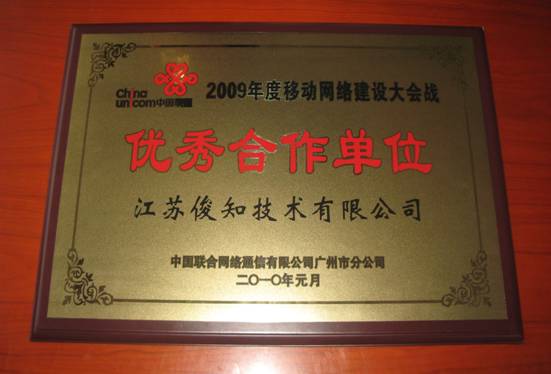 China
unicom中国联通
2009年度移动网络建设大会战
优秀合作单位
江苏俊知技术有限公司
中国联合网络通信有限公司广州市分公司
二〇一〇年元月